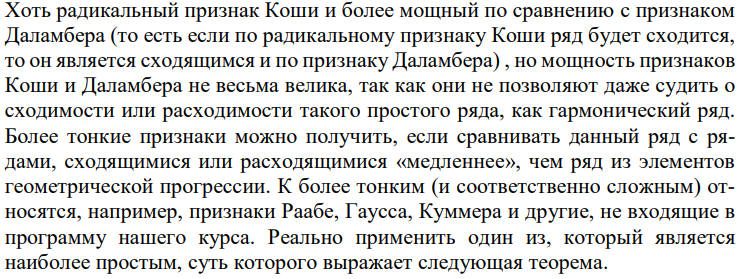 Хоть радикальный признак Коши и более мощный по сравнению с признаком
Даламбера (то есть если по радикальному признаку Коши ряд будет сходится,
то он является сходящимся и по признаку Даламбера) , но мощность признаков
Коши и Даламбера не весьма велика, так как они не позволяют даже судить о
сходимости или расходимости такого простого ряда, как гармонический ряд.
Более тонкие признаки можно получить, если сравнивать данный ряд с ря-
дами, сходящимися или расходящимися «медленнее», чем ряд из элементов
геометрической прогрессии. К более тонким (и соответственно сложным) от-
носятся, например, признаки Раабе, Гаусса, Куммера и другие, не входящие в
программу нашего курса. Реально применить один из, который является
наиболее простым, суть которого выражает следующая теорема.